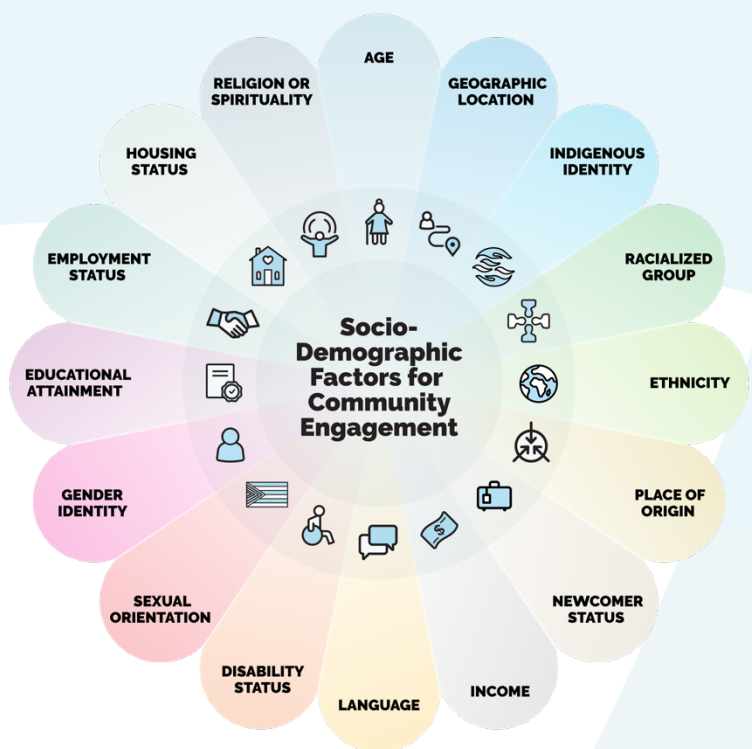 Socio-
Demographic
Factors for
Community
Engagement
AGE
GEOGRAPHIC
LOCATION
INDIGENOUS
IDENTITY
RACIALIZED
GROUP
ETHNICITY
PLACE OF
ORIGIN
NEWCOMER
STATUS
INCOME
LANGUAGE
DISABILITY
STATUS
SEXUAL
ORIENTATION
GENDER
IDENTITY
EDUCATIONAL
ATTAINMENT
EMPLOYMENT
STATUS
HOUSING
STATUS
RELIGION OR
SPIRITUALITY
$